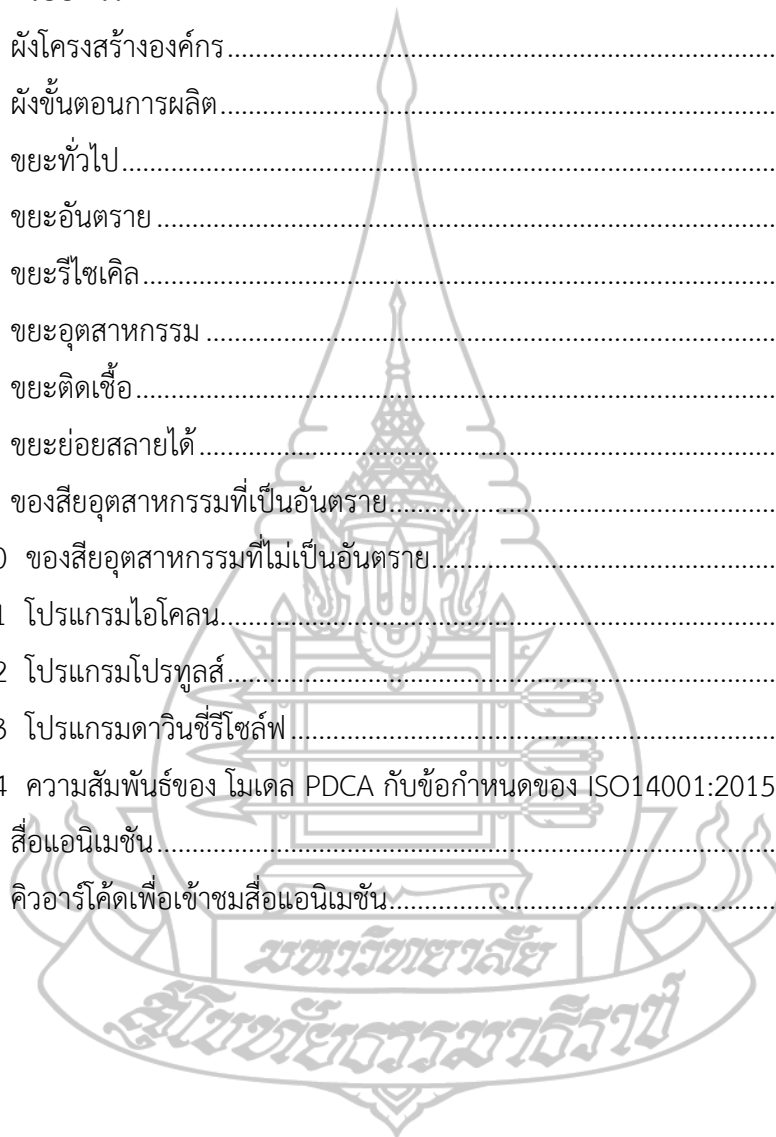 ผังโครงสร้างองค์กร
ผังขั้นตอนการผลิต
ขยะทั่วไป
ขยะอันตราย
ขยะรีไซเคิล
ขยะอุตสาหกรรม
ขยะติดเชื้อ
ขยะย่อยสลายได้
ของสียอุตสาหกรรมที่เป็นอันตราย
0 ของสียอุตสาหกรรมที่ไม่เป็นอันตราย
1 โปรแกรมไอโคลน
2 โปรแกรมโปรทูลส์
3 โปรแกรมดาวินชี่รีโซล์ฟ
4 ความสัมพันธ์ของ โมเดล PDCA กับข้อกำหนดของ ISO14001:2015
สื่อแอนิเมชัน
คิวอาร์โค้ดเพื่อเข้าชมสื่อแอนิเมชัน
มหาวิทยาลัย
สุโขทัยธรรมาธิราช